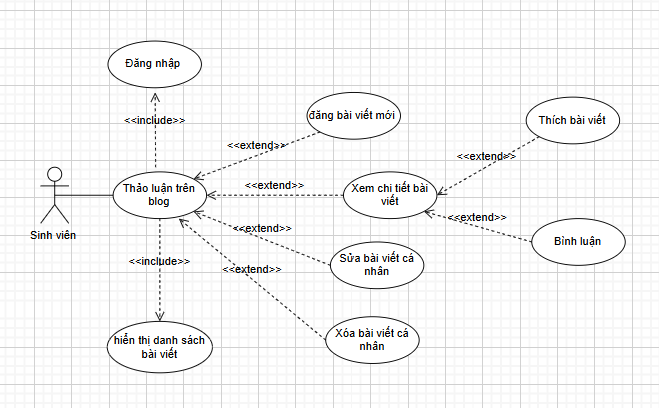 Đăng nhập
<<include>>
đăng bài viết mới
Thích bài viết
<<extend>>
<<extend>>
Thảo luận trên
blog
<<extend>>
Xem chi tiết bài
viết
Sinh viên
<<extend>>
<<extend>>
Bình luận
<<include>>
<<extend>>
Sửa bài viết cá
nhân
hiển thị danh sách
bài viết
Xóa bài viết cá
nhân